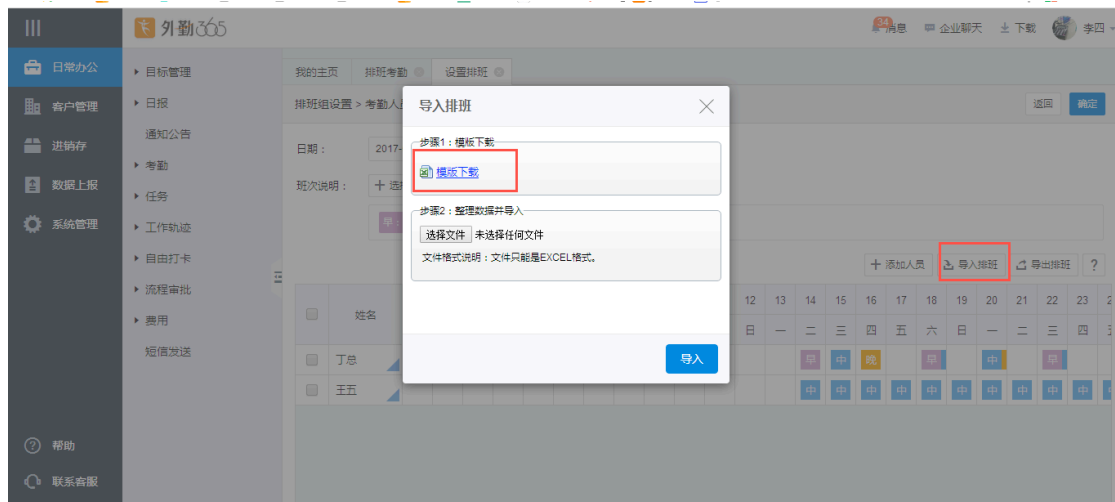 外勤365
34
消息
企业聊天
下载
李四
日常办公
客户管理
进销存
数据上报
系统管理
帮助
联系客服
目标管理
日报
通知公告
考勤
任务
工作轨迹
自由打卡
流程审批
费用
短信发送
我的主页 排班考勤 设置排班
排班组设置 > 考勤人
返回 确定
日期： 2017-
班次说明： 十 选
早：
导入排班
步骤1：模版下载
模版下载
步骤2：整理数据并导入
选择文件 未选择任何文件
文件格式说明：文件只能是EXCEL格式。
导入
添加人员 导入排班 导出排班 ?
姓名
12 13 14 15 16 17 18 19 20 21 22 23 2
日 一 二 三 四 五 六 日 一 二 三 四
丁总 早 中 晚 早 中 早
王五 中 中 中 中 中 中 中 中 中 中